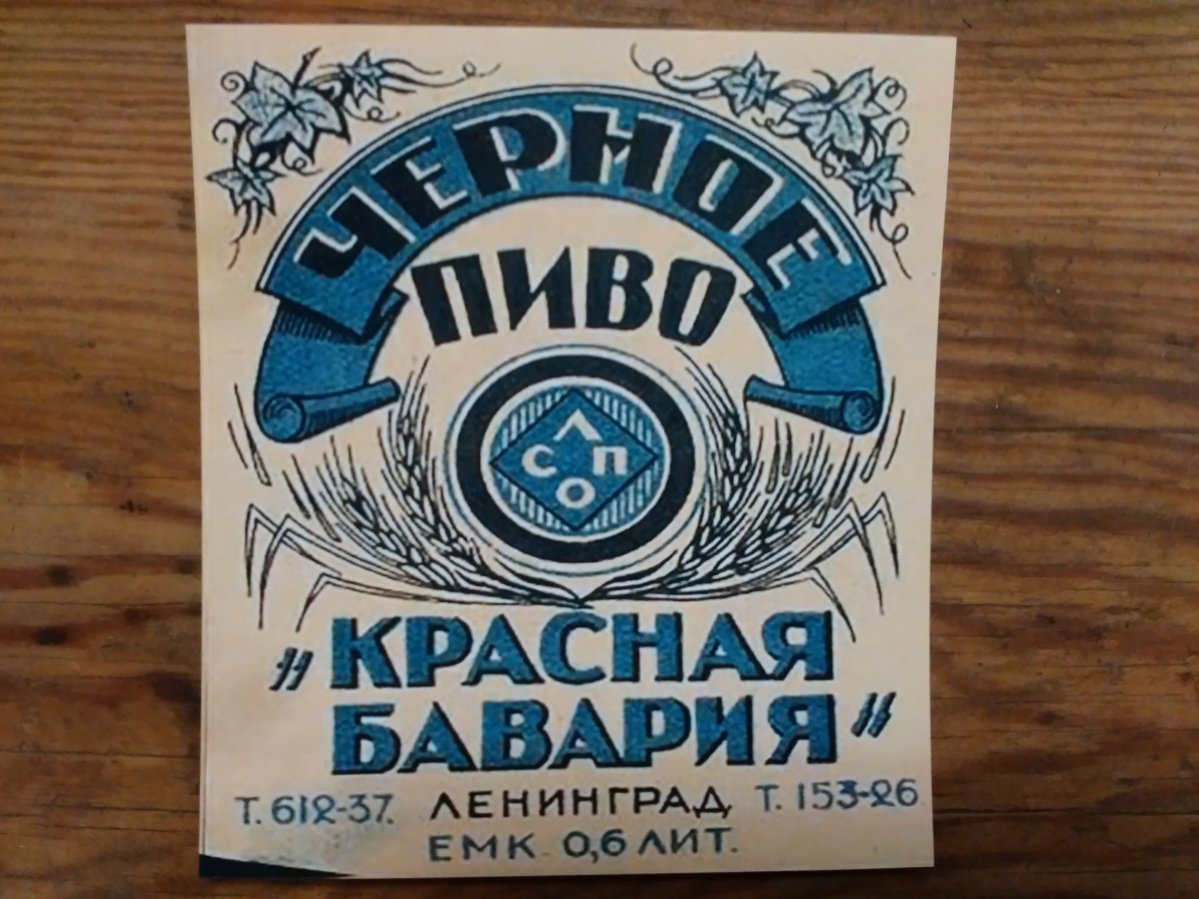 ЧЕРНОЕ
ПИВО
Л
С П
О
„КРАСНАЯ
БАВАРИЯ"
Т. 612-37. ЛЕНИНГРАД Т. 153-26
ЕМК. 0,6 ЛИТ.